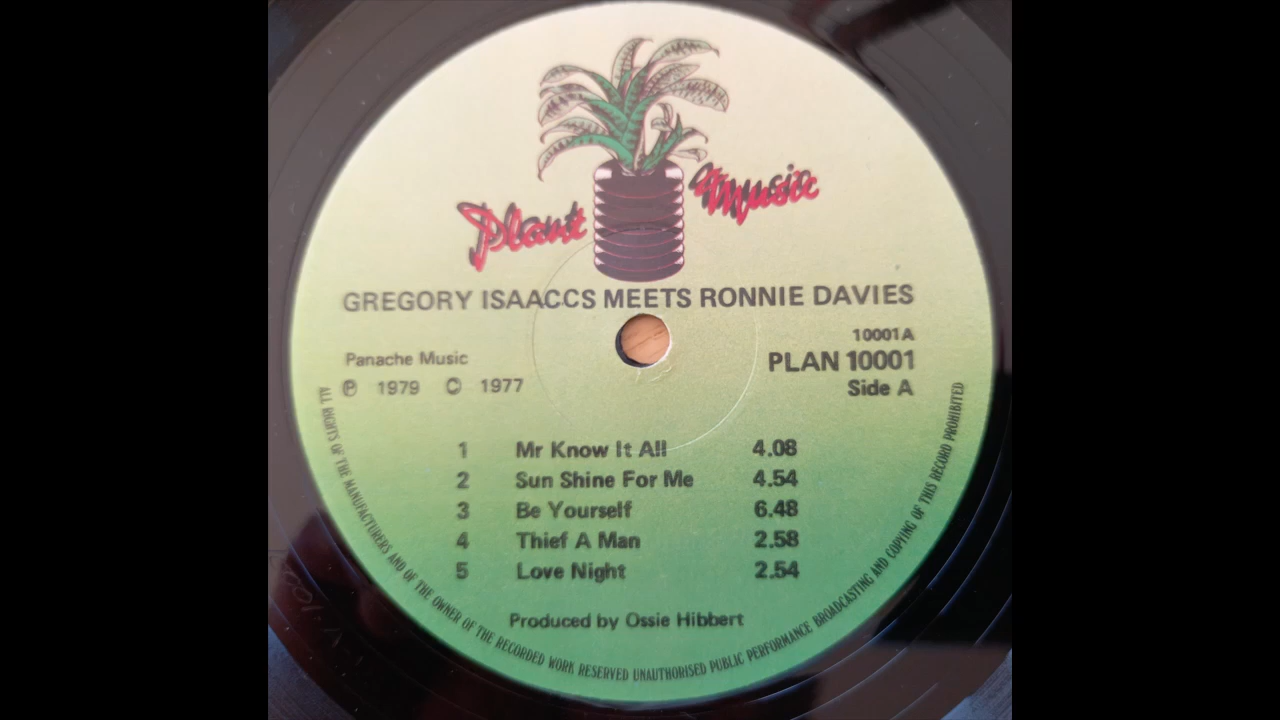 Plant Music
GREGORY ISAACCS MEETS RONNIE DAVIES
10001A
Panache Music
PLAN 10001
℗ 1979 © 1977
Side A
1 Mr Know It All 4.08
2 Sun Shine For Me 4.54
3 Be Yourself 6.48
4 Thief A Man 2.58
5 Love Night 2.54
Produced by Ossie Hibbert
ALL RIGHTS OF THE MANUFACTURERS AND OF THE OWNER OF THE RECORDED WORK RESERVED UNAUTHORISED PUBLIC PERFORMANCE BROADCASTING AND COPYING OF THIS RECORD PROHIBITED